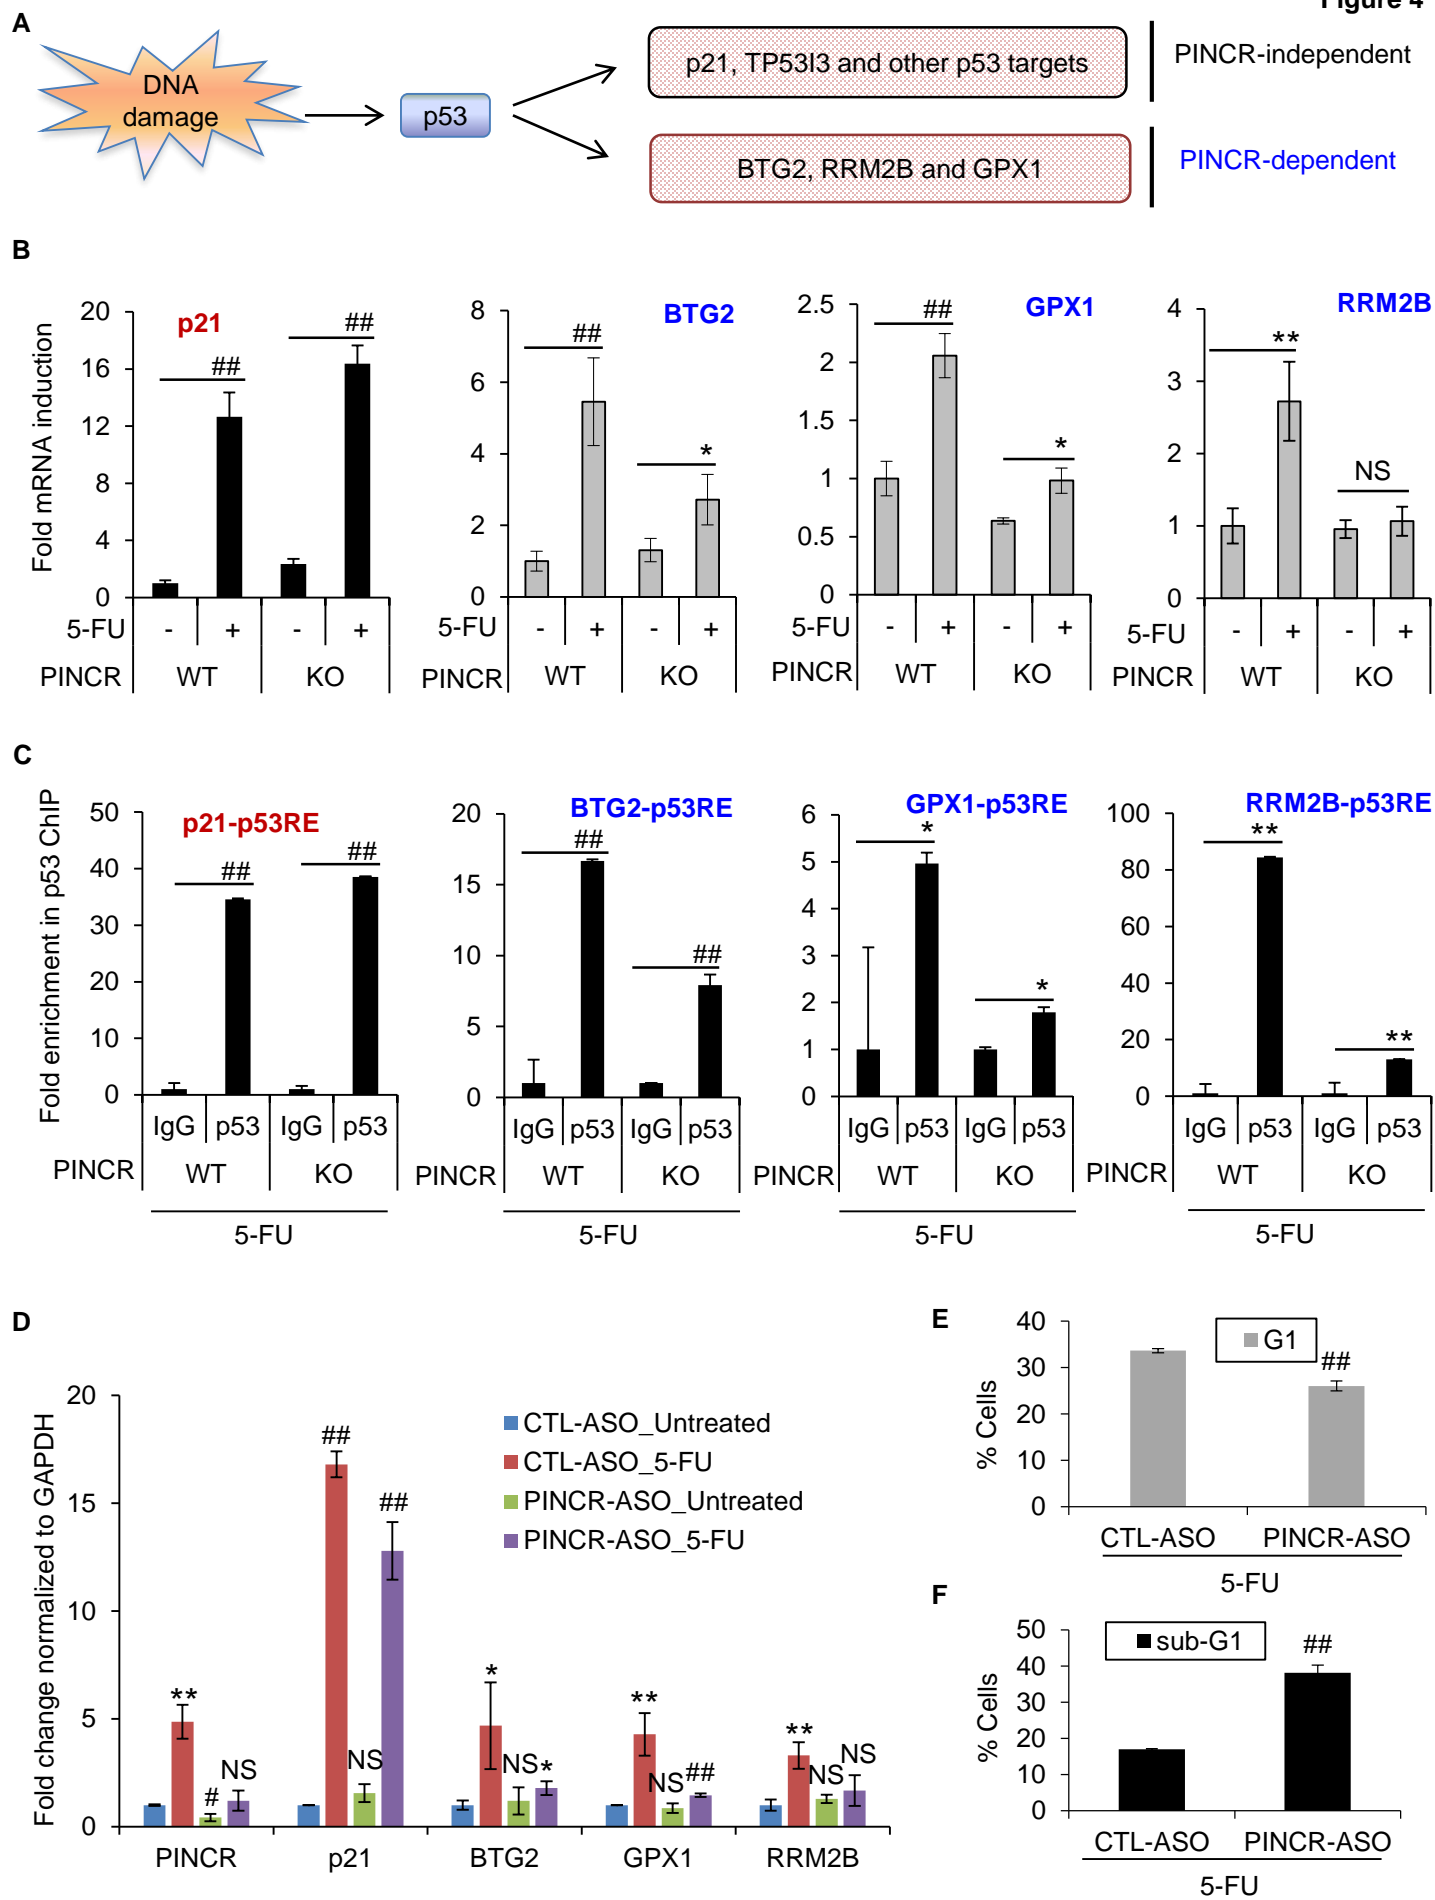 Figure 4
A
DNA
damage
p53
p21, TP53I3 and other p53 targets
PINCR-independent
BTG2, RRM2B and GPX1
PINCR-dependent
B
Fold mRNA induction
20
16
12
8
4
0
p21
##
##
5-FU - + - +
PINCR WT KO
8
6
4
2
0
BTG2
##
*
5-FU - + - +
PINCR WT KO
2.5
2
1.5
1
0.5
0
GPX1
##
*
5-FU - + - +
PINCR WT KO
4
3
2
1
0
RRM2B
**
NS
5-FU - + - +
PINCR WT KO
C
Fold enrichment in p53 ChIP
50
40
30
20
10
0
p21-p53RE
##
##
IgG p53 IgG p53
PINCR WT KO
5-FU
20
15
10
5
0
BTG2-p53RE
##
##
IgG p53 IgG p53
PINCR WT KO
5-FU
6
5
4
3
2
1
0
GPX1-p53RE
*
*
IgG p53 IgG p53
PINCR WT KO
5-FU
100
80
60
40
20
0
RRM2B-p53RE
**
**
IgG p53 IgG p53
PINCR WT KO
5-FU
D
Fold change normalized to GAPDH
20
15
10
5
0
CTL-ASO_Untreated
CTL-ASO_5-FU
PINCR-ASO_Untreated
PINCR-ASO_5-FU
** # NS
## NS ##
* NS *
** NS ##
** NS NS
PINCR p21 BTG2 GPX1 RRM2B
E
% Cells
40
30
20
10
0
G1
##
CTL-ASO PINCR-ASO
5-FU
F
% Cells
50
40
30
20
10
0
sub-G1
##
CTL-ASO PINCR-ASO
5-FU